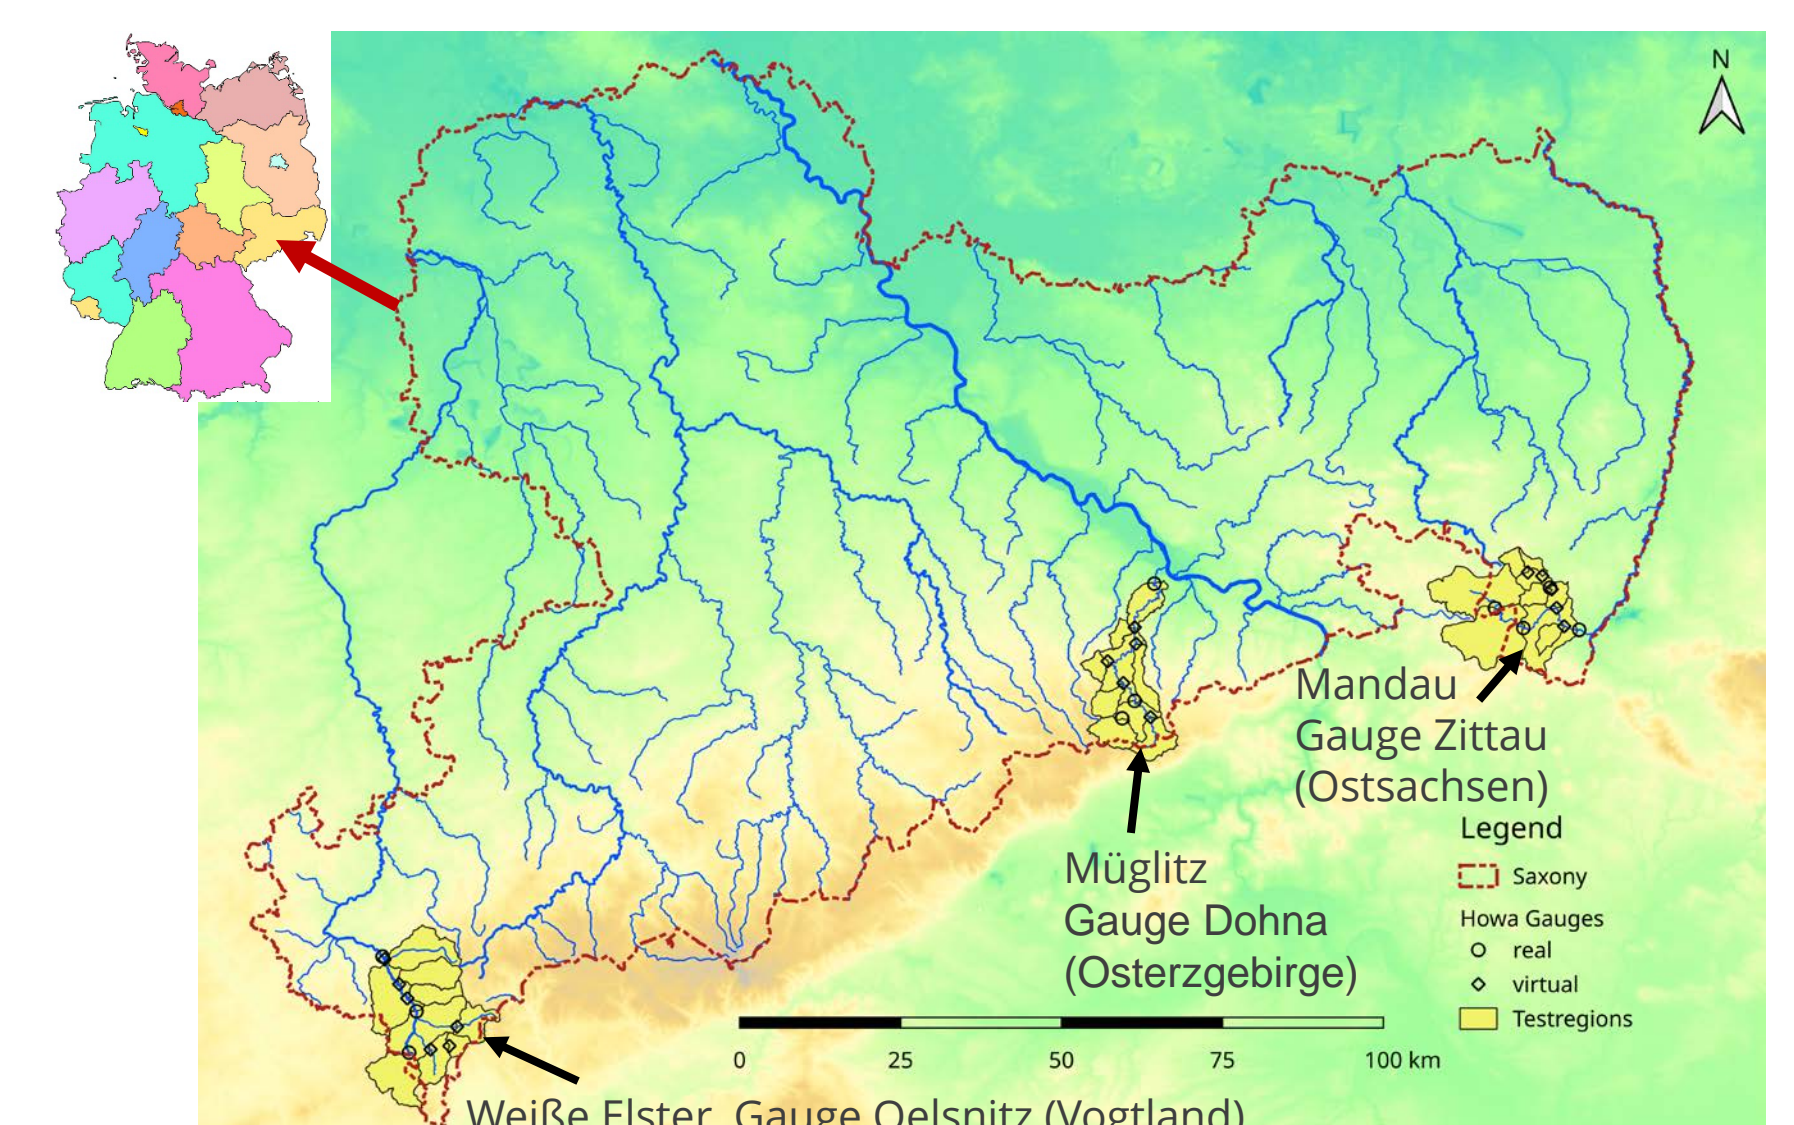 N
Mandau
Gauge Zittau
(Ostsachsen)
Müglitz
Gauge Dohna
(Osterzgebirge)
Legend
Saxony
Howa Gauges
real
virtual
Testregions
0 25 50 75 100 km
Weiße Elster, Gauge Oelsnitz (Vogtland)